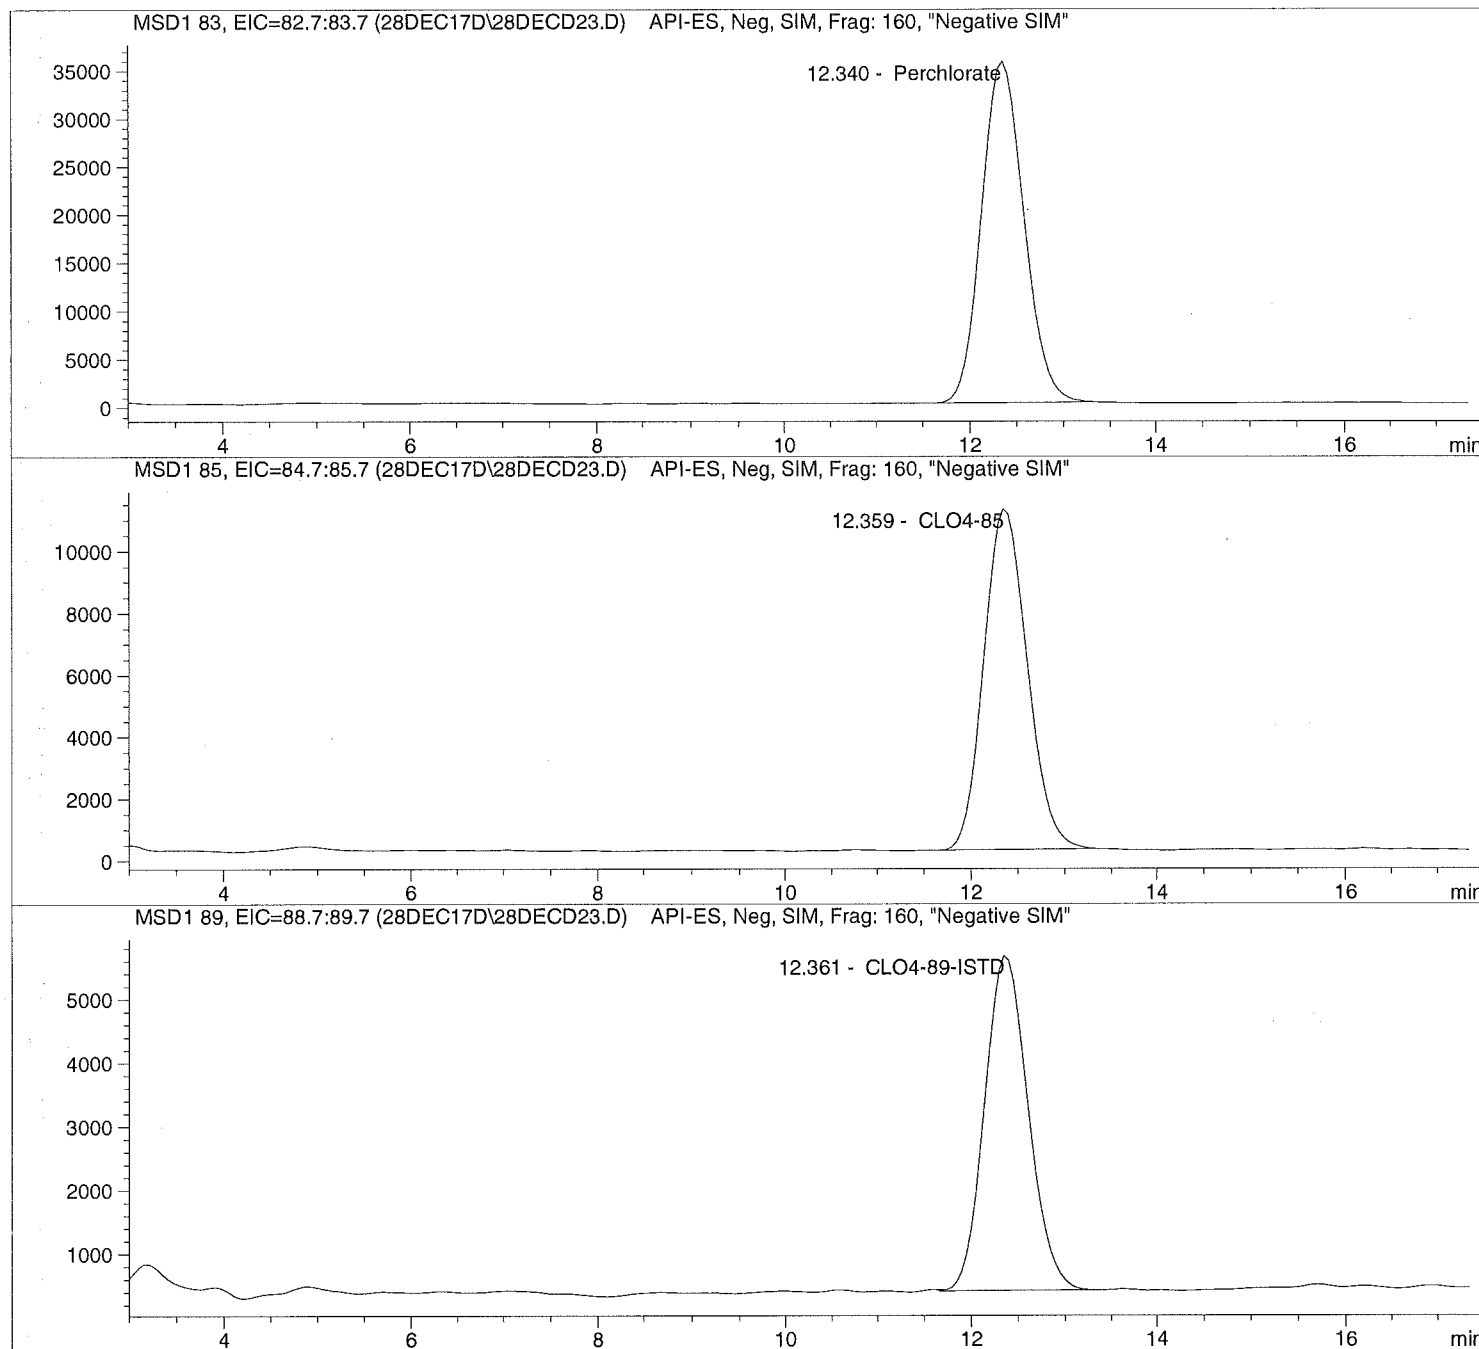 MSD1 83, EIC=82.7:83.7 (28DEC17D\28DECD23.D) API-ES, Neg, SIM, Frag: 160, "Negative SIM"
12.340 - Perchlorate
35000
30000
25000
20000
15000
10000
5000
0
4 6 8 10 12 14 16 min
MSD1 85, EIC=84.7:85.7 (28DEC17D\28DECD23.D) API-ES, Neg, SIM, Frag: 160, "Negative SIM"
12.359 - CLO4-85
10000
8000
6000
4000
2000
0
4 6 8 10 12 14 16 min
MSD1 89, EIC=88.7:89.7 (28DEC17D\28DECD23.D) API-ES, Neg, SIM, Frag: 160, "Negative SIM"
12.361 - CLO4-89-ISTD
5000
4000
3000
2000
1000
4 6 8 10 12 14 16 min